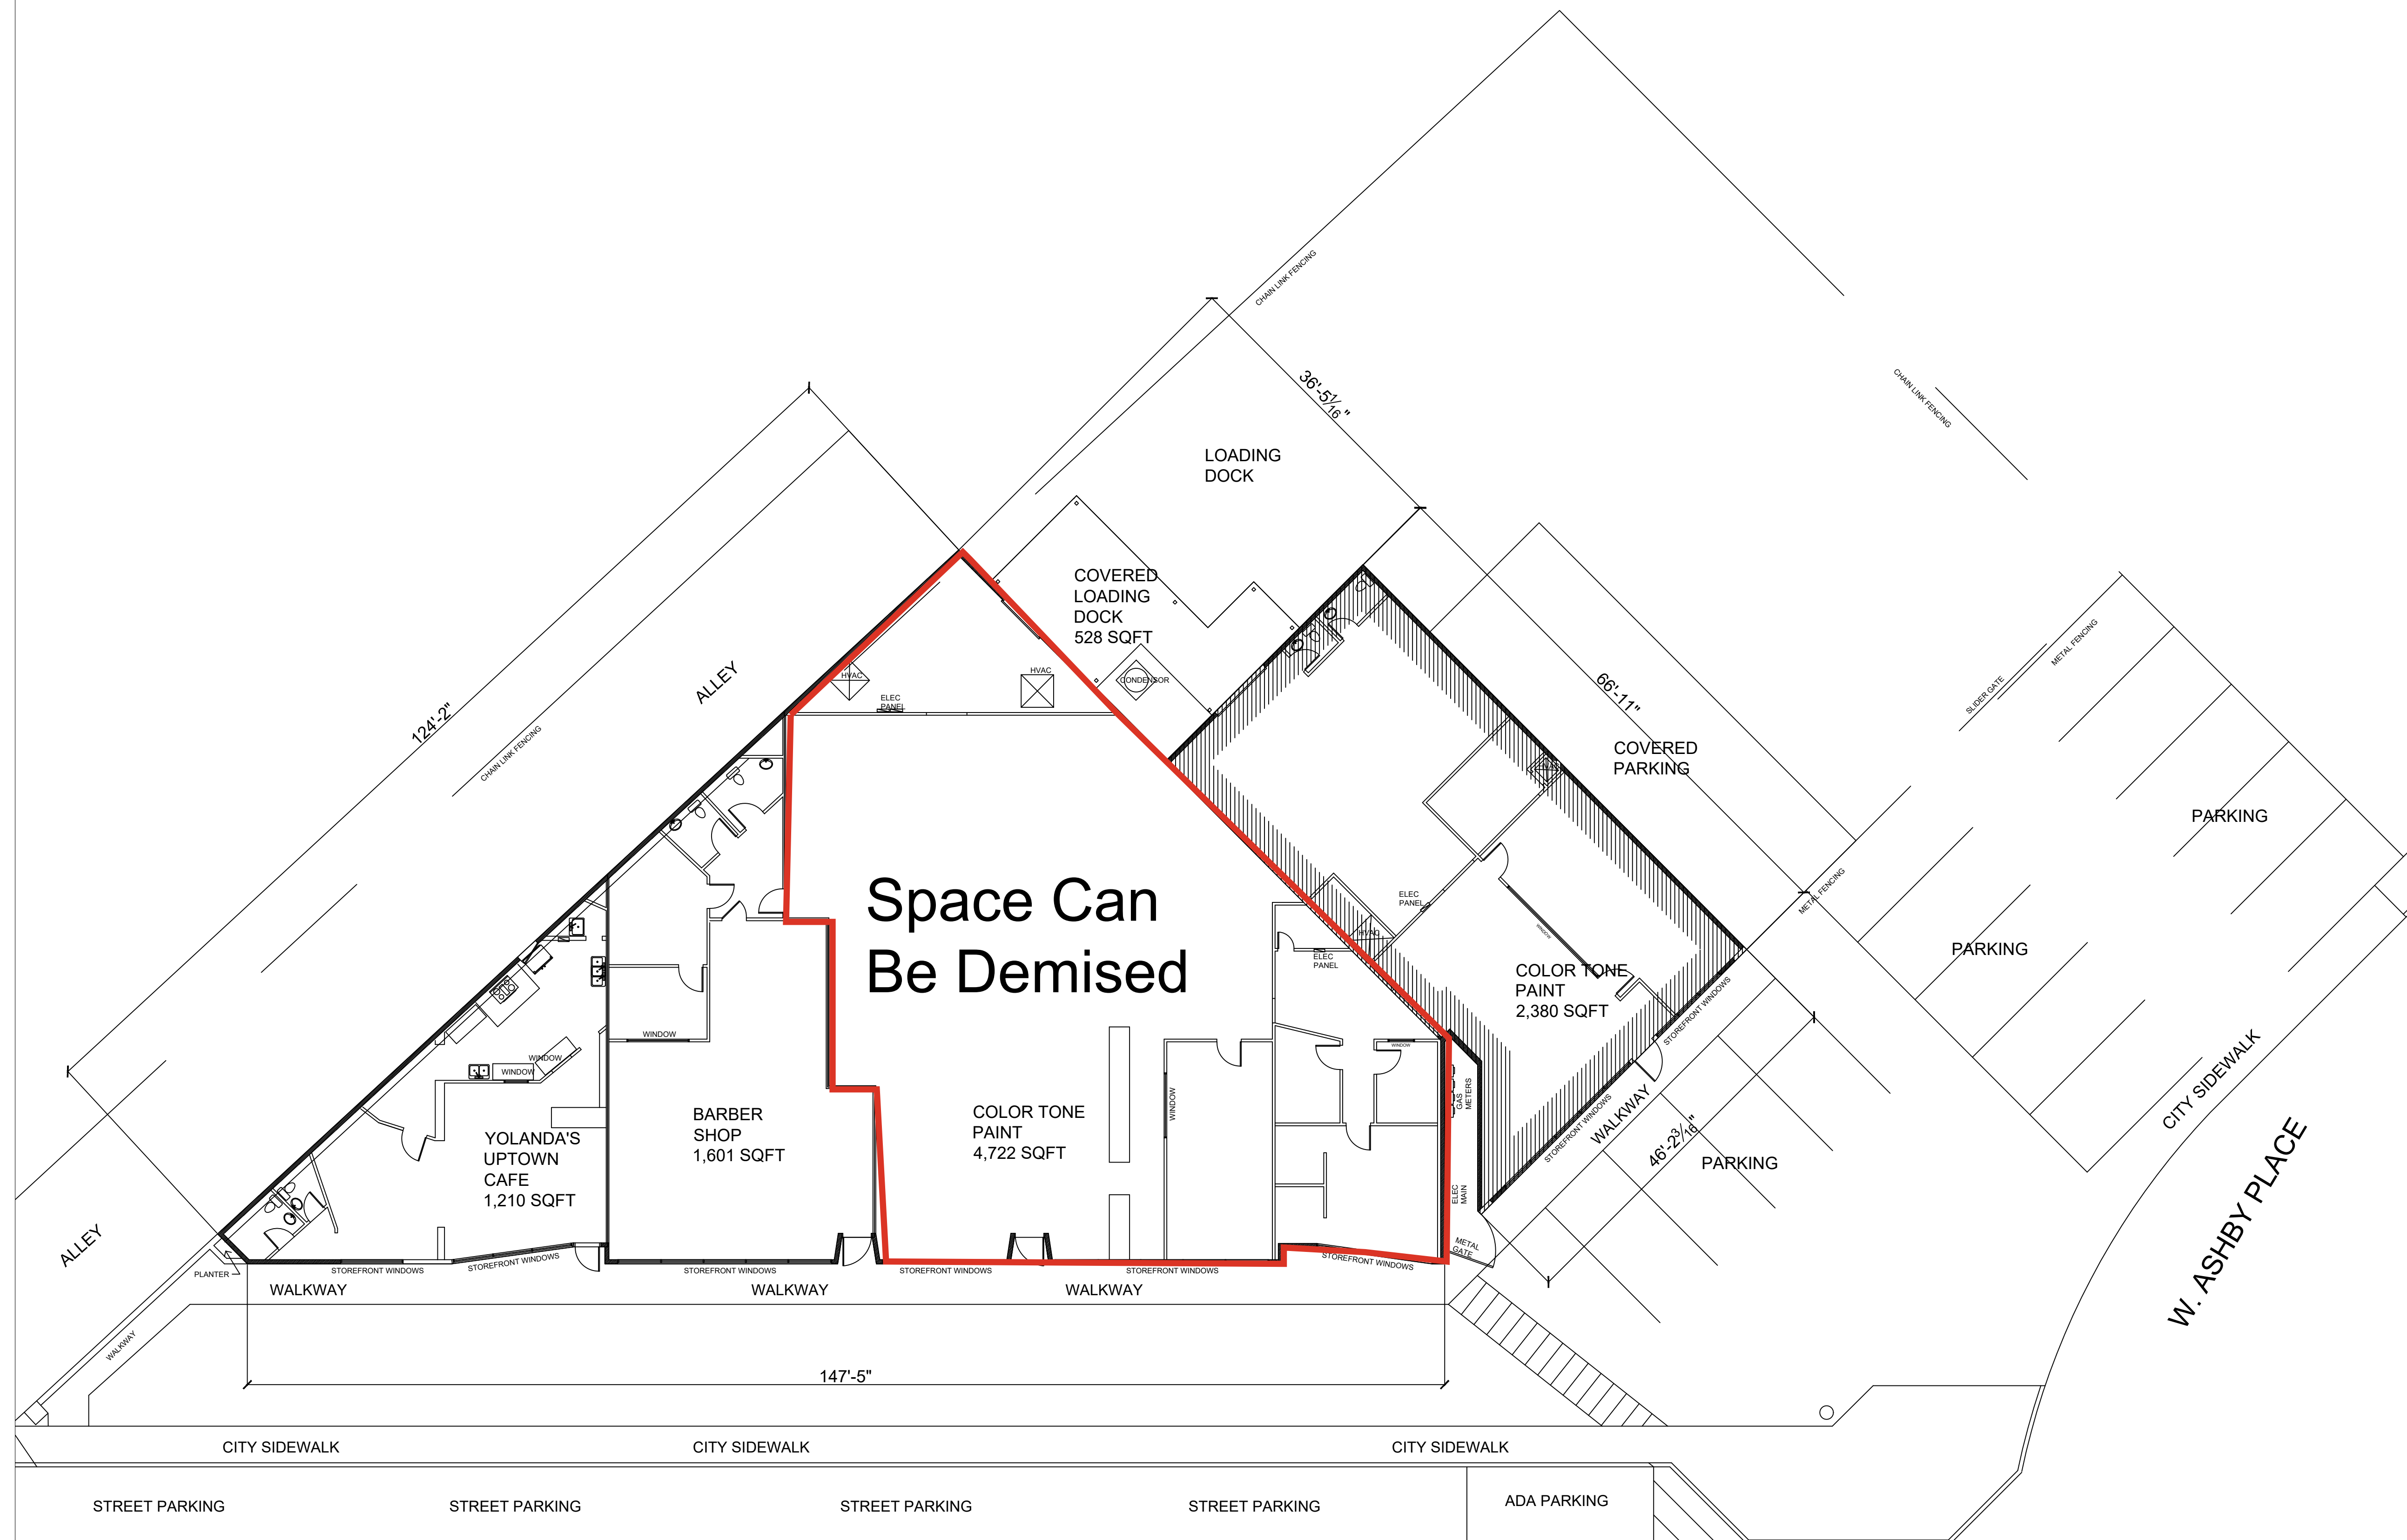 CHAIN LINK FENCING
36'-5 1/16"
CHAIN LINK FENCING
LOADING
DOCK
COVERED
LOADING
DOCK
528 SQFT
ALLEY
124'-2"
CHAIN LINK FENCING
HVAC
HVAC
CONDENSOR
ELEC
PANEL
66'-11"
COVERED
PARKING
METAL FENCING
SLIDER GATE
PARKING
PARKING
METAL FENCING
Space Can
Be Demised
ELEC
PANEL
HVAC
ELEC
PANEL
WINDOW
COLOR TONE
PAINT
2,380 SQFT
STOREFRONT WINDOWS
WINDOW
WINDOW
WINDOW
WINDOW
WINDOW
YOLANDA'S
UPTOWN
CAFE
1,210 SQFT
BARBER
SHOP
1,601 SQFT
COLOR TONE
PAINT
4,722 SQFT
GAS
METERS
ELEC
MAIN
METAL
GATE
STOREFRONT WINDOWS
WALKWAY
46'-2 3/16"
PARKING
CITY SIDEWALK
W. ASHBY PLACE
ALLEY
PLANTER
STOREFRONT WINDOWS
STOREFRONT WINDOWS
STOREFRONT WINDOWS
STOREFRONT WINDOWS
STOREFRONT WINDOWS
STOREFRONT WINDOWS
WALKWAY
WALKWAY
WALKWAY
WALKWAY
147'-5"
CITY SIDEWALK
CITY SIDEWALK
CITY SIDEWALK
STREET PARKING
STREET PARKING
STREET PARKING
STREET PARKING
ADA PARKING